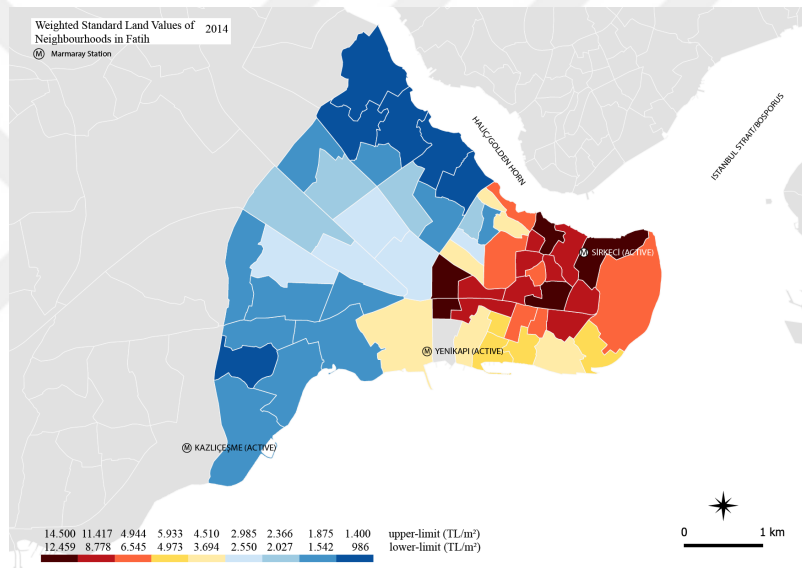 Weighted Standard Land Values of 2014
Neighbourhoods in Fatih
M Marmaray Station
HALİÇ/GOLDEN HORN
ISTANBUL STRAIT/BOSPORUS
M SİRKECİ (ACTIVE)
M YENİKAPI (ACTIVE)
M KAZLIÇEŞME (ACTIVE)
14.500 11.417 4.944 5.933 4.510 2.985 2.366 1.875 1.400 upper-limit (TL/m²)
12.459 8.778 6.545 4.973 3.694 2.550 2.027 1.542 986 lower-limit (TL/m²)
0 1 km